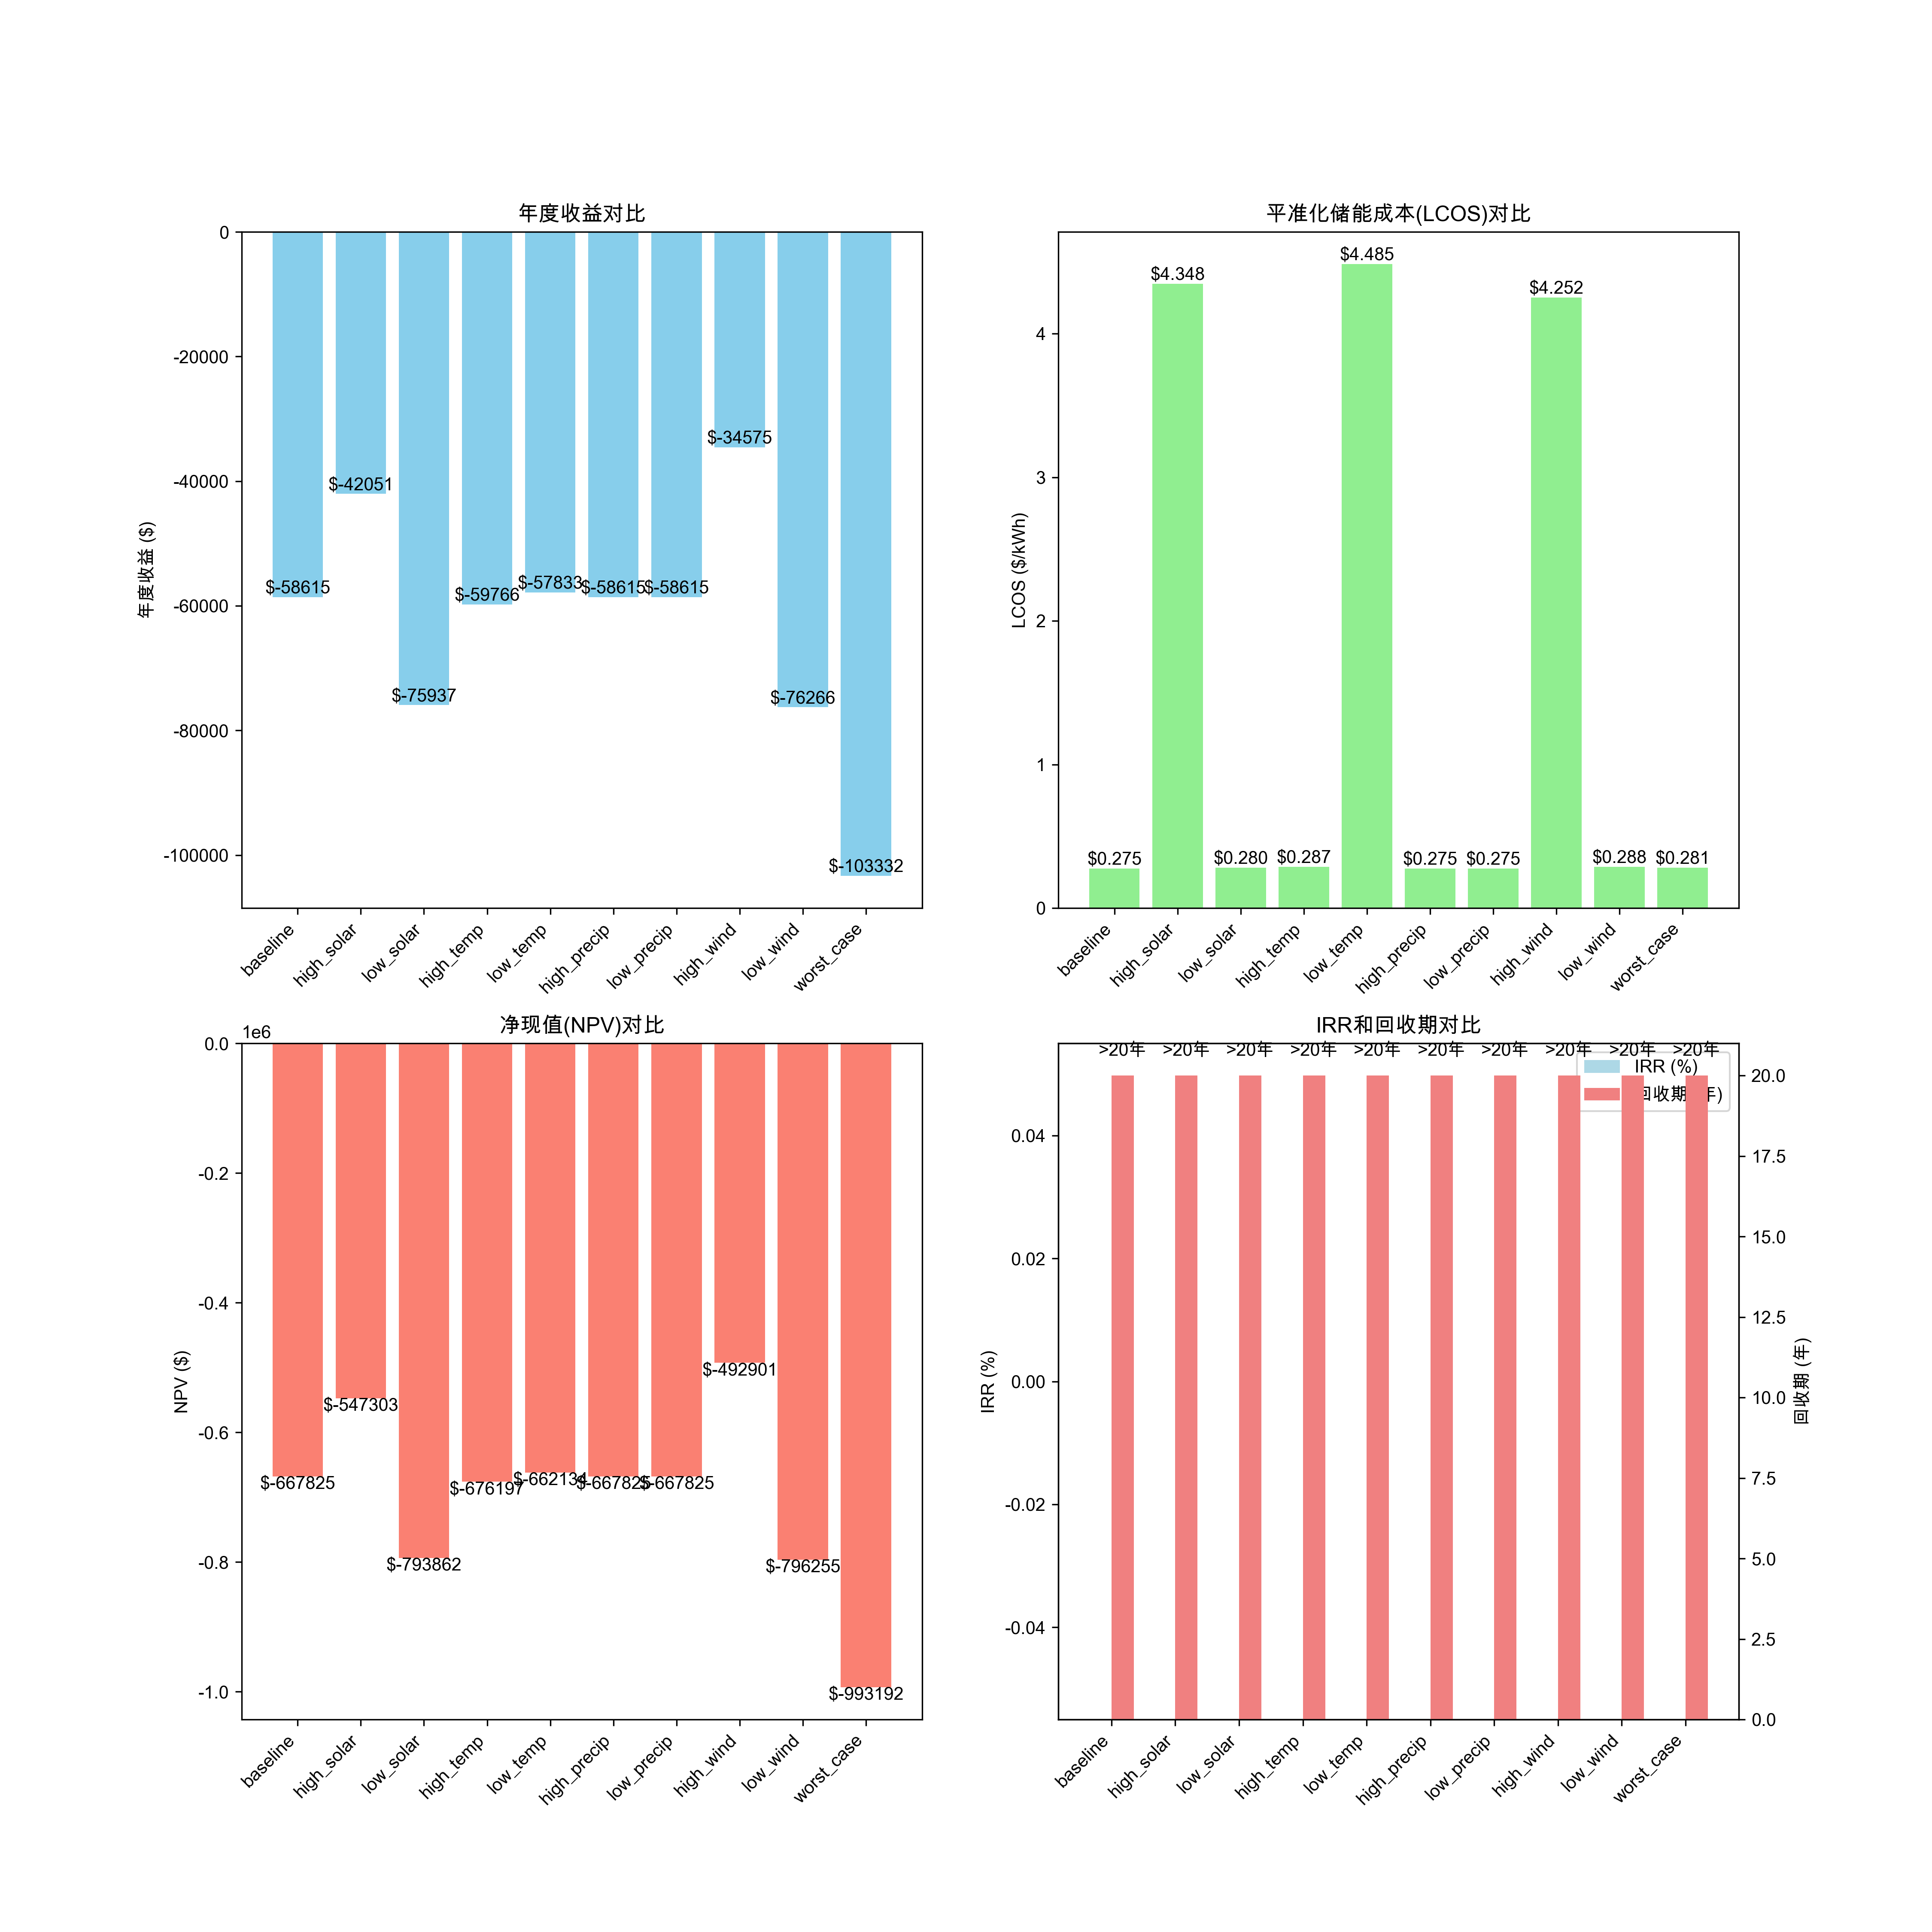 年度收益对比
0
-20000
-40000
-60000
-80000
-100000
年度收益 ($)
$-58615
$-42051
$-75937
$-59766
$-57833
$-58615
$-58615
$-34575
$-76266
$-103332
baseline
high_solar
low_solar
high_temp
low_temp
high_precip
low_precip
high_wind
low_wind
worst_case
平准化储能成本(LCOS)对比
4
3
2
1
0
LCOS ($/kWh)
$0.275
$4.348
$0.280
$0.287
$4.485
$0.275
$0.275
$4.252
$0.288
$0.281
baseline
high_solar
low_solar
high_temp
low_temp
high_precip
low_precip
high_wind
low_wind
worst_case
净现值(NPV)对比
1e6
0.0
-0.2
-0.4
-0.6
-0.8
-1.0
NPV ($)
$-667825
$-547303
$-793862
$-676197
$-662134
$-667825
$-667825
$-492901
$-796255
$-993192
baseline
high_solar
low_solar
high_temp
low_temp
high_precip
low_precip
high_wind
low_wind
worst_case
IRR和回收期对比
>20年
>20年
>20年
>20年
>20年
>20年
>20年
>20年
>20年
>20年
IRR (%)
回收期(年)
0.04
0.02
0.00
-0.02
-0.04
IRR (%)
20.0
17.5
15.0
12.5
10.0
7.5
5.0
2.5
0.0
回收期 (年)
baseline
high_solar
low_solar
high_temp
low_temp
high_precip
low_precip
high_wind
low_wind
worst_case